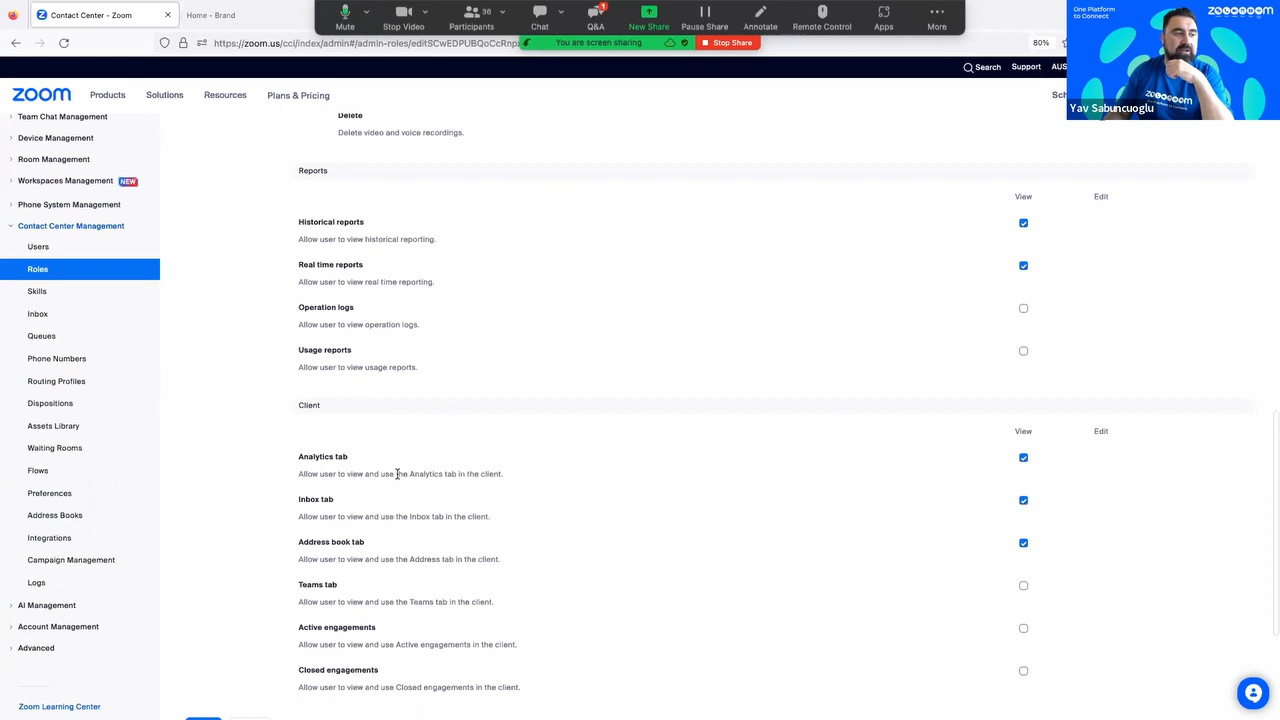 Contact Center - Zoom
Home - Brand
Mute
Stop Video
Participants
36
Chat
Q&A
1
New Share
Pause Share
Annotate
Remote Control
Apps
More
https://zoom.us/cci/index/admin#/admin-roles/editSCwEDPUBQoCcRnp
You are screen sharing
Stop Share
80%
One Platform
to Connect
Yav Sabuncuoglu
Search
Support
zoom
Products
Solutions
Resources
Plans & Pricing
Team Chat Management
Device Management
Room Management
Workspaces Management NEW
Phone System Management
Contact Center Management
Users
Roles
Skills
Inbox
Queues
Phone Numbers
Routing Profiles
Dispositions
Assets Library
Waiting Rooms
Flows
Preferences
Address Books
Integrations
Campaign Management
Logs
AI Management
Account Management
Advanced
Zoom Learning Center
Delete
Delete video and voice recordings.
Reports
View Edit
Historical reports
Allow user to view historical reporting.
Real time reports
Allow user to view real time reporting.
Operation logs
Allow user to view operation logs.
Usage reports
Allow user to view usage reports.
Client
View Edit
Analytics tab
Allow user to view and use the Analytics tab in the client.
Inbox tab
Allow user to view and use the Inbox tab in the client.
Address book tab
Allow user to view and use the Address tab in the client.
Teams tab
Allow user to view and use the Teams tab in the client.
Active engagements
Allow user to view and use Active engagements in the client.
Closed engagements
Allow user to view and use Closed engagements in the client.